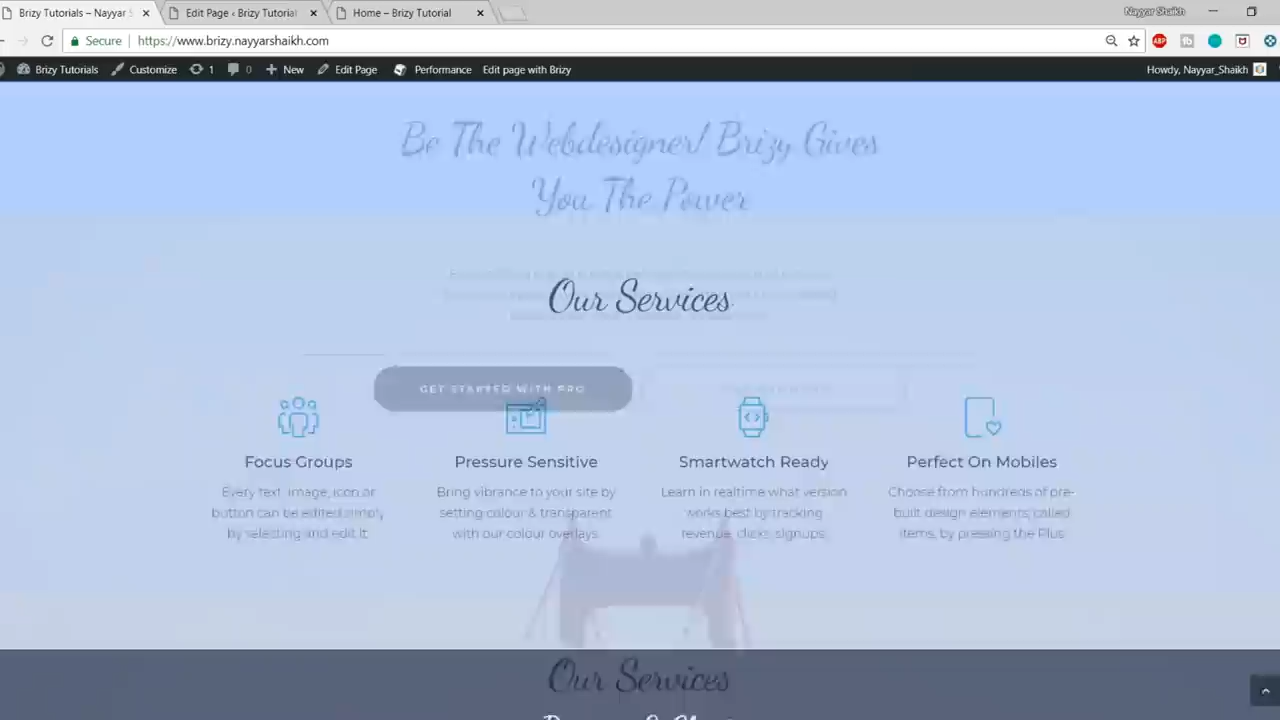 Brizy Tutorials – Nayyar S
Edit Page ‹ Brizy Tutorial
Home – Brizy Tutorial
Nayyar Shaikh
Secure
https://www.brizy.nayyarshaikh.com
ABP
Brizy Tutorials
Customize
1
0
New
Edit Page
Performance
Edit page with Brizy
Howdy, Nayyar_Shaikh
Be The Webdesigner! Brizy Gives
You The Power
Our Services
GET STARTED WITH PRO
Focus Groups
Every text, image, icon or
button can be edited simply
by selecting and edit it.
Pressure Sensitive
Bring vibrance to your site by
setting colour & transparent
with our colour overlays.
Smartwatch Ready
Learn in realtime what version
works best by tracking
revenue, clicks, signups.
Perfect On Mobiles
Choose from hundreds of pre-
built design elements, called
items, by pressing the Plus
Our Services